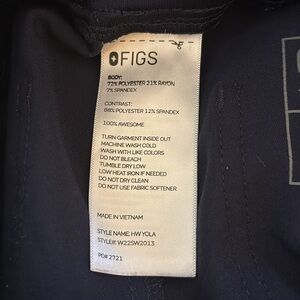 FIGS
BODY:
72% POLYESTER 21% RAYON
7% SPANDEX
CONTRAST:
88% POLYESTER 12% SPANDEX
100% AWESOME
TURN GARMENT INSIDE OUT
MACHINE WASH COLD
WASH WITH LIKE COLORS
DO NOT BLEACH
TUMBLE DRY LOW
LOW HEAT IRON IF NEEDED
DO NOT DRY CLEAN
DO NOT USE FABRIC SOFTENER
MADE IN VIETNAM
STYLE NAME: HW YOLA
STYLE#: W22SW2013
PO# 2721